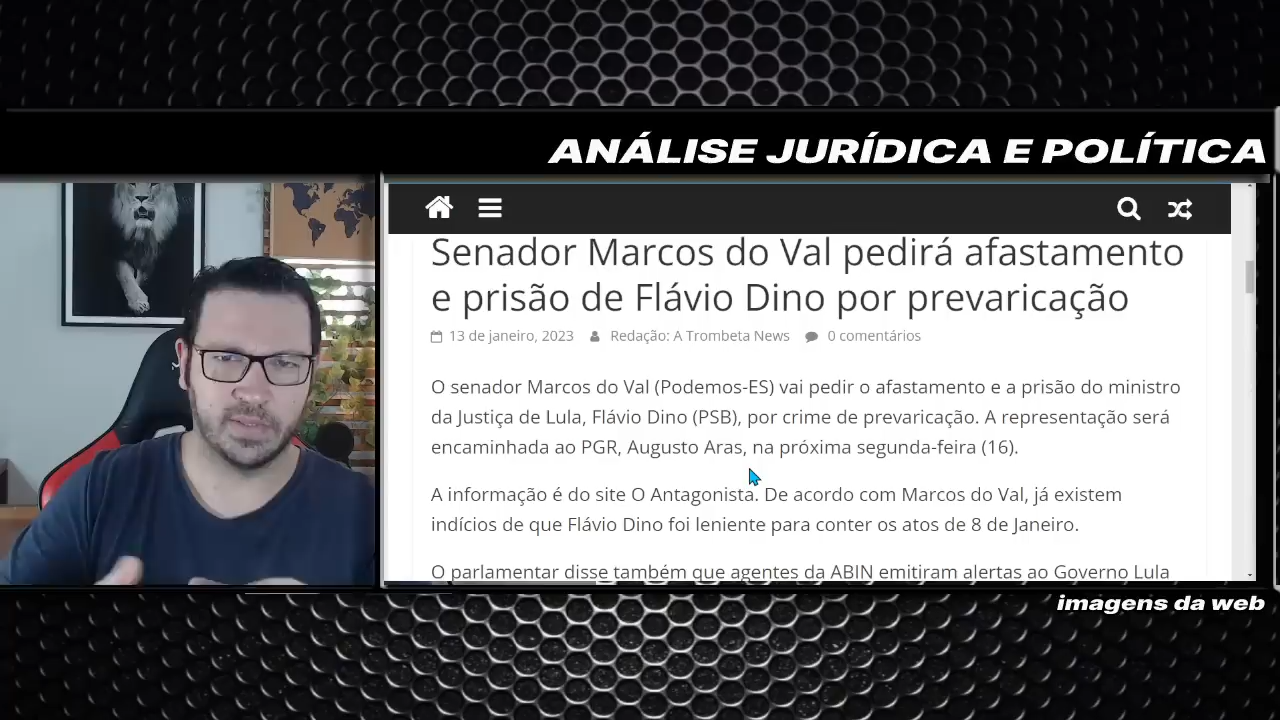 ANÁLISE JURÍDICA E POLÍTICA
Senador Marcos do Val pedirá afastamento
e prisão de Flávio Dino por prevaricação
13 de janeiro, 2023 Redação: A Trombeta News 0 comentários
O senador Marcos do Val (Podemos-ES) vai pedir o afastamento e a prisão do ministro
da Justiça de Lula, Flávio Dino (PSB), por crime de prevaricação. A representação será
encaminhada ao PGR, Augusto Aras, na próxima segunda-feira (16).
A informação é do site O Antagonista. De acordo com Marcos do Val, já existem
indícios de que Flávio Dino foi leniente para conter os atos de 8 de Janeiro.
O parlamentar disse também que agentes da ABIN emitiram alertas ao Governo Lula
imagens da web